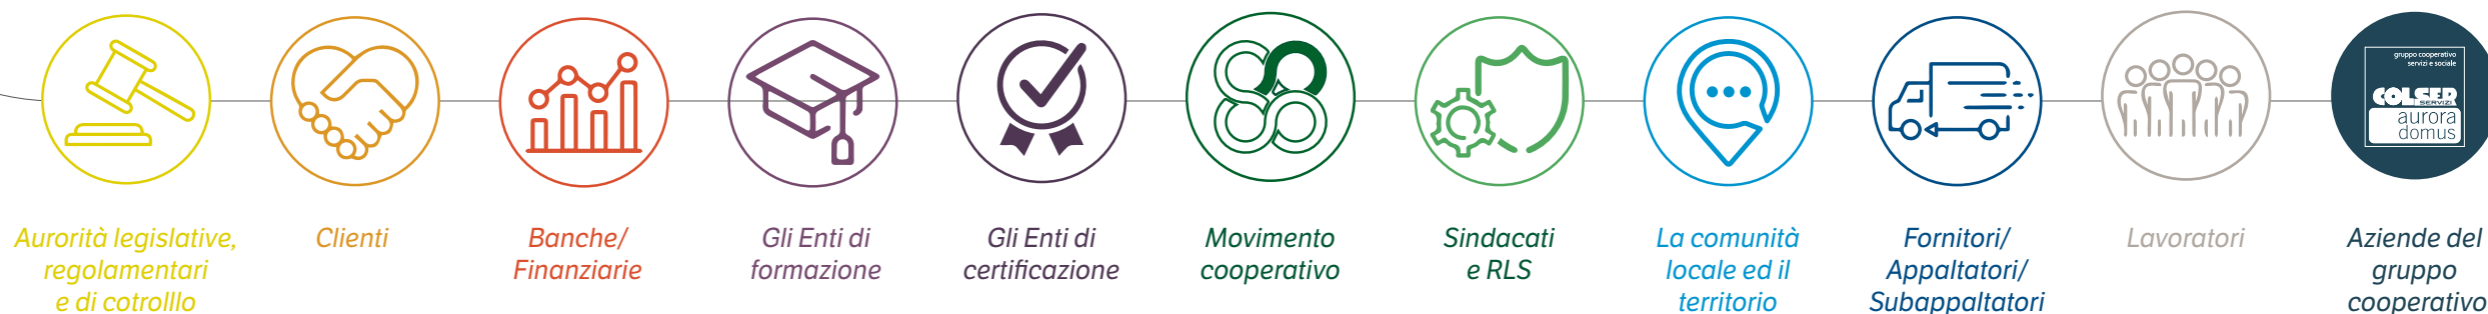 gruppo cooperativo
servizi e sociale
COLSER
SERVIZI
aurora
domus
Aurorità legislative,
regolamentari
e di cotrolllo
Clienti
Banche/
Finanziarie
Gli Enti di
formazione
Gli Enti di
certificazione
Movimento
cooperativo
Sindacati
e RLS
La comunità
locale ed il
territorio
Fornitori/
Appaltatori/
Subappaltatori
Lavoratori
Aziende del
gruppo
cooperativo